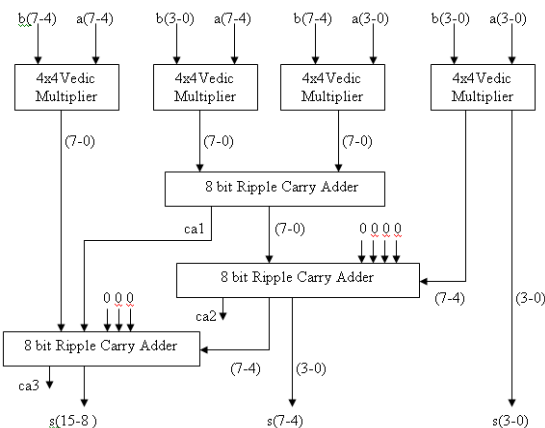 b(7-4) a(7-4) b(3-0) a(7-4) b(7-4) a(3-0) b(3-0) a(3-0)
4x4Vedic Multiplier
4x4Vedic Multiplier
4x4Vedic Multiplier
4x4Vedic Multiplier
(7-0) (7-0) (7-0)
8 bit Ripple Carry Adder
ca1 (7-0) 0 0 0 0
8 bit Ripple Carry Adder
(7-4) (3-0)
0 0 0 ca2
8 bit Ripple Carry Adder
(7-4) (3-0)
ca3
s(15-8 ) s(7-4) s(3-0)